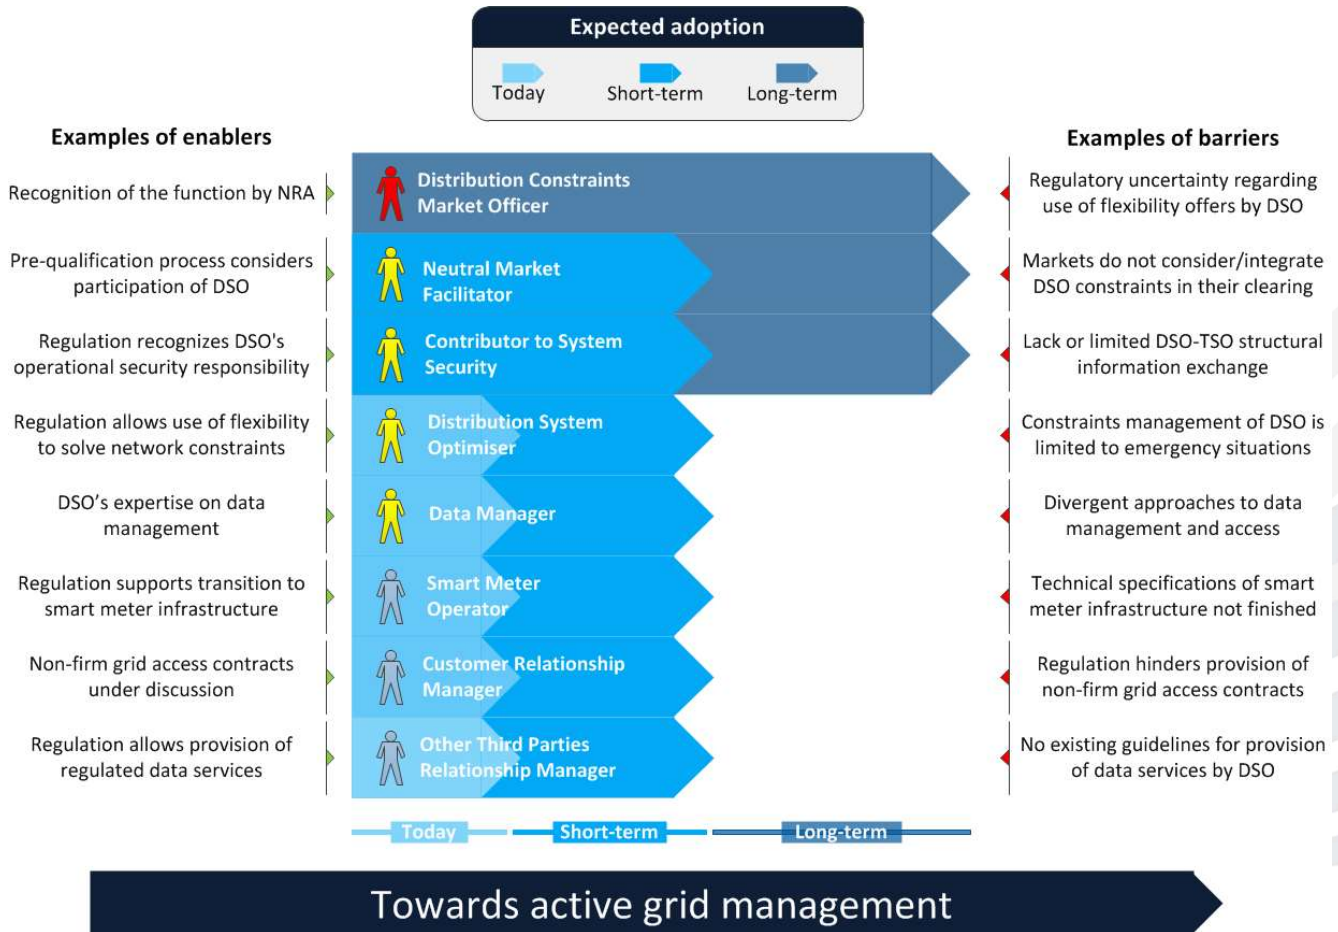 Expected adoption
Today
Short-term
Long-term
Examples of enablers
Examples of barriers
Recognition of the function by NRA
Distribution Constraints
Market Officer
Regulatory uncertainty regarding
use of flexibility offers by DSO
Pre-qualification process considers
participation of DSO
Neutral Market
Facilitator
Markets do not consider/integrate
DSO constraints in their clearing
Regulation recognizes DSO's
operational security responsibility
Contributor to System
Security
Lack or limited DSO-TSO structural
information exchange
Regulation allows use of flexibility
to solve network constraints
Distribution System
Optimiser
Constraints management of DSO is
limited to emergency situations
DSO’s expertise on data
management
Data Manager
Divergent approaches to data
management and access
Regulation supports transition to
smart meter infrastructure
Smart Meter
Operator
Technical specifications of smart
meter infrastructure not finished
Non-firm grid access contracts
under discussion
Customer Relationship
Manager
Regulation hinders provision of
non-firm grid access contracts
Regulation allows provision of
regulated data services
Other Third Parties
Relationship Manager
No existing guidelines for provision
of data services by DSO
Today
Short-term
Long-term
Towards active grid management